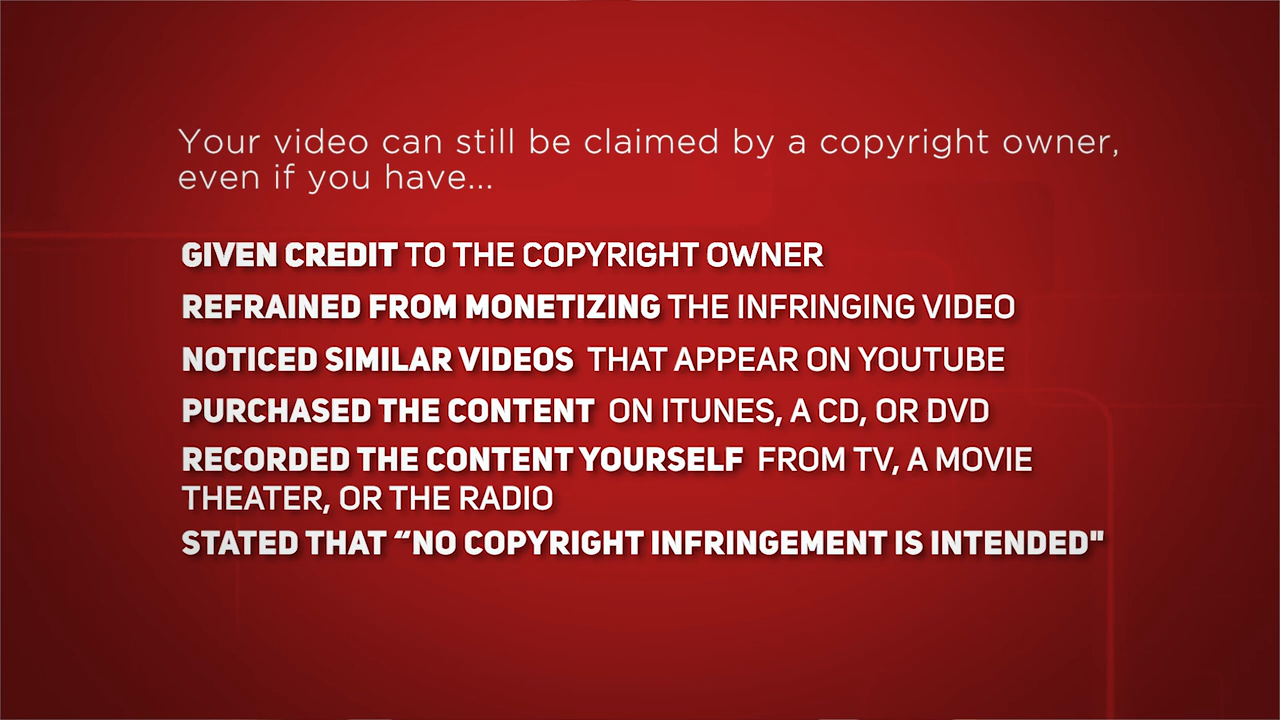 Your video can still be claimed by a copyright owner,
even if you have...
GIVEN CREDIT TO THE COPYRIGHT OWNER
REFRAINED FROM MONETIZING THE INFRINGING VIDEO
NOTICED SIMILAR VIDEOS THAT APPEAR ON YOUTUBE
PURCHASED THE CONTENT ON ITUNES, A CD, OR DVD
RECORDED THE CONTENT YOURSELF FROM TV, A MOVIE
THEATER, OR THE RADIO
STATED THAT “NO COPYRIGHT INFRINGEMENT IS INTENDED"